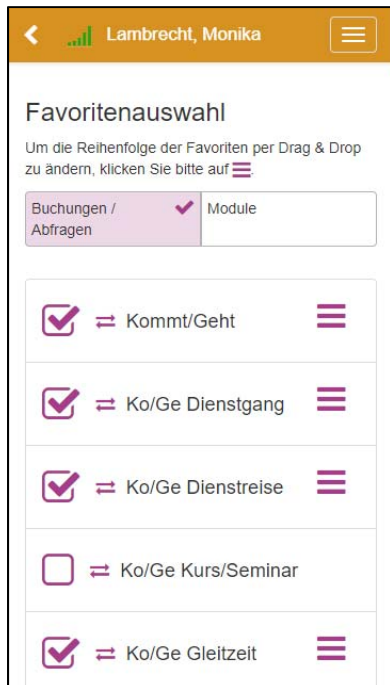 Lambrecht, Monika
Favoritenauswahl
Um die Reihenfolge der Favoriten per Drag & Drop
zu ändern, klicken Sie bitte auf .
Buchungen /
Abfragen
Module
Kommt/Geht
Ko/Ge Dienstgang
Ko/Ge Dienstreise
Ko/Ge Kurs/Seminar
Ko/Ge Gleitzeit